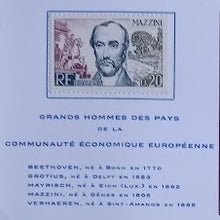 MAZZINI
RF
0,20
GRANDS HOMMES DES PAYS
DE LA
COMMUNAUTÉ ÉCONOMIQUE EUROPÉENNE
BEETHOVEN, NÉ À BONN EN 1770
GROTIUS, NÉ À DELFT EN 1583
MAYRISCH, NÉ À EICH (LUX.) EN 1862
MAZZINI, NÉ À GÊNES EN 1805
VERHAEREN, NÉ À SINT-AMANDS EN 1855